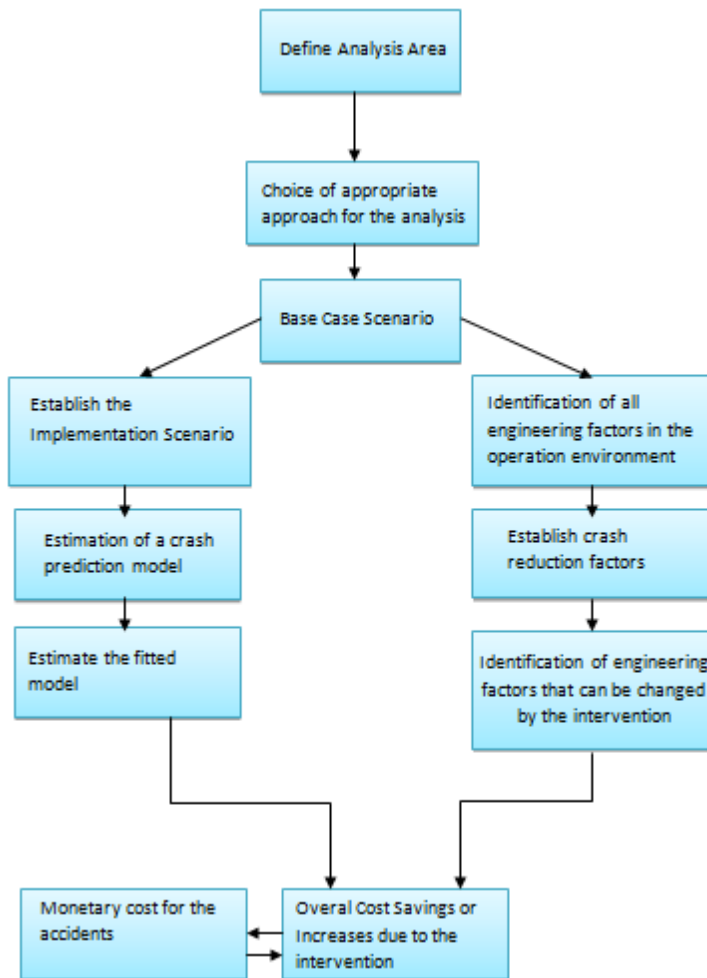 Define Analysis Area
Choice of appropriate
approach for the analysis
Base Case Scenario
Establish the
Implementation Scenario
Estimation of a crash
prediction model
Estimate the fitted
model
Identification of all
engineering factors in the
operation environment
Establish crash
reduction factors
Identification of engineering
factors that can be changed
by the intervention
Monetary cost for the
accidents
Overal Cost Savings or
Increases due to the
intervention